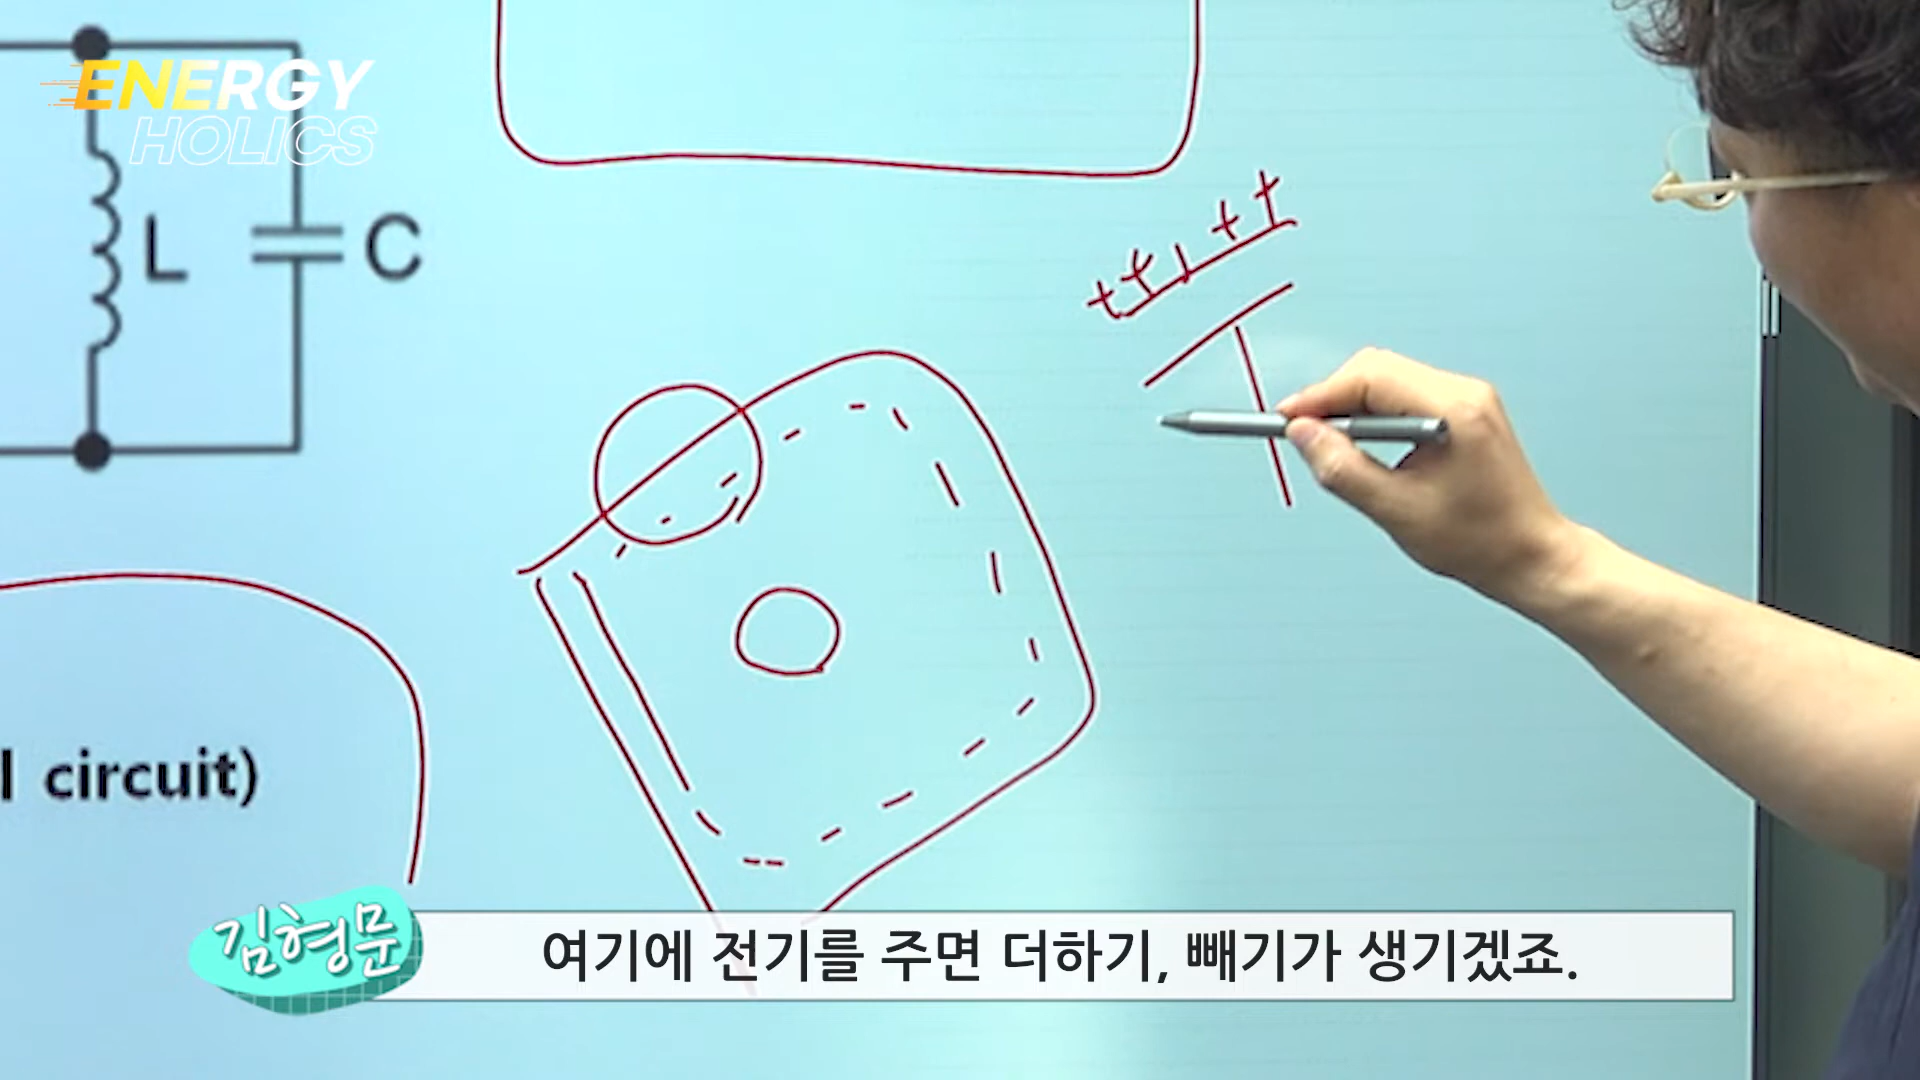 ENERGY
HOLICS
L
C
l circuit)
김형문
여기에 전기를 주면 더하기, 빼기가 생기겠죠.